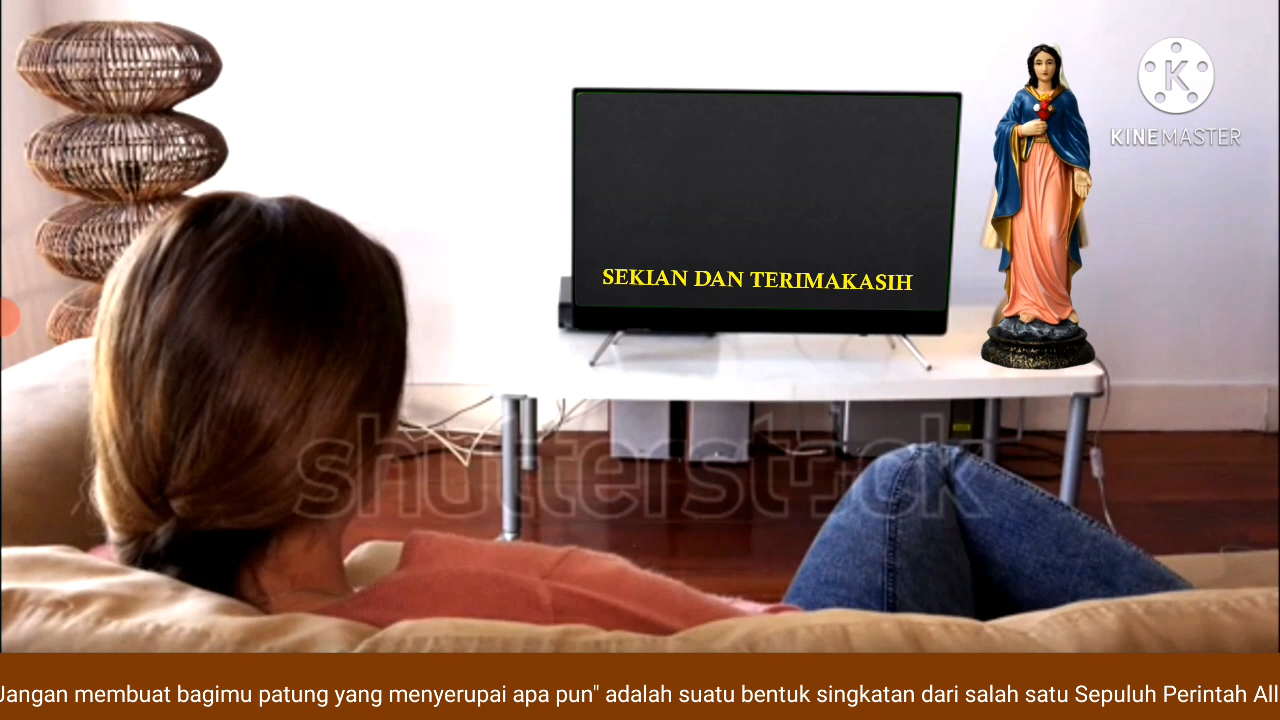 K
KINEMASTER
SEKIAN DAN TERIMAKASIH
shutterstock
Jangan membuat bagimu patung yang menyerupai apa pun" adalah suatu bentuk singkatan dari salah satu Sepuluh Perintah All